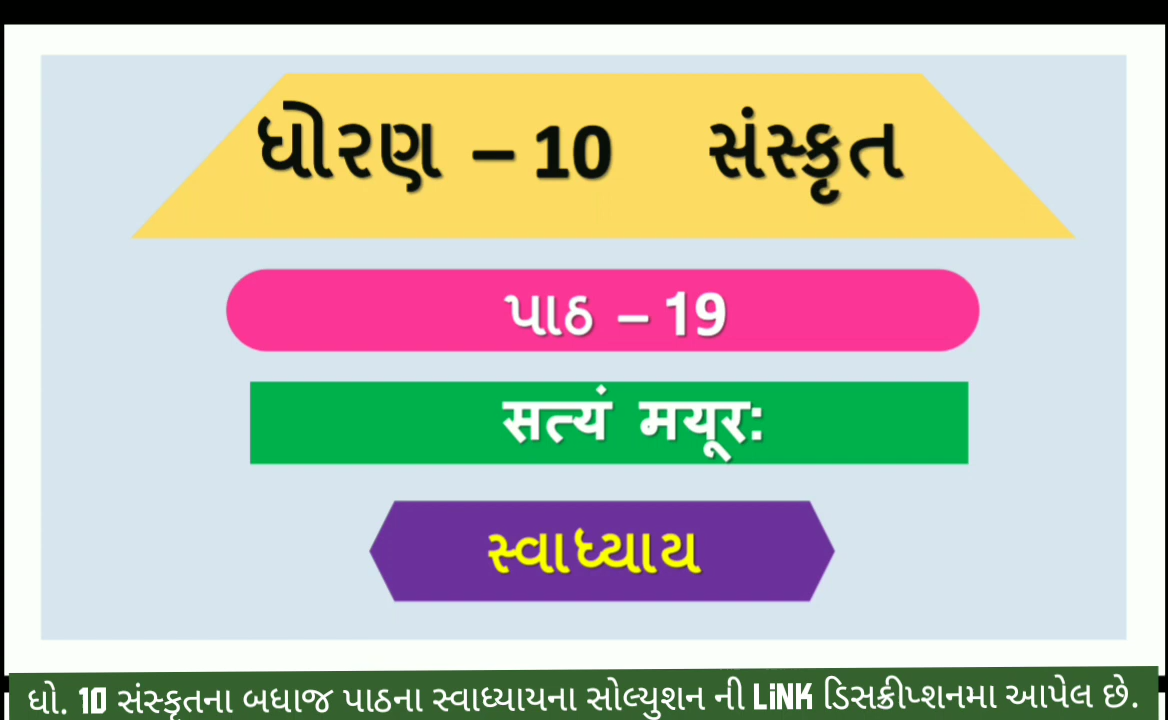 ધોરણ – 10 સંસ્કૃત
પાઠ – 19
सत्यं मयूर:
સ્વાધ્યાય
ધો. 10 સંસ્કૃતના બધાજ પાઠના સ્વાધ્યાયના સોલ્યુશન ની LiNK ડિસક્રીપ્શનમા આપેલ છે.